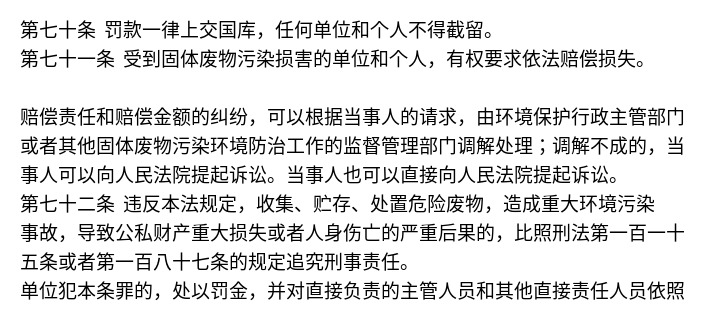 第七十条 罚款一律上交国库，任何单位和个人不得截留。
第七十一条 受到固体废物污染损害的单位和个人，有权要求依法赔偿损失。
赔偿责任和赔偿金额的纠纷，可以根据当事人的请求，由环境保护行政主管部门
或者其他固体废物污染环境防治工作的监督管理部门调解处理；调解不成的，当
事人可以向人民法院提起诉讼。当事人也可以直接向人民法院提起诉讼。
第七十二条 违反本法规定，收集、贮存、处置危险废物，造成重大环境污染
事故，导致公私财产重大损失或者人身伤亡的严重后果的，比照刑法第一百一十
五条或者第一百八十七条的规定追究刑事责任。
单位犯本条罪的，处以罚金，并对直接负责的主管人员和其他直接责任人员依照